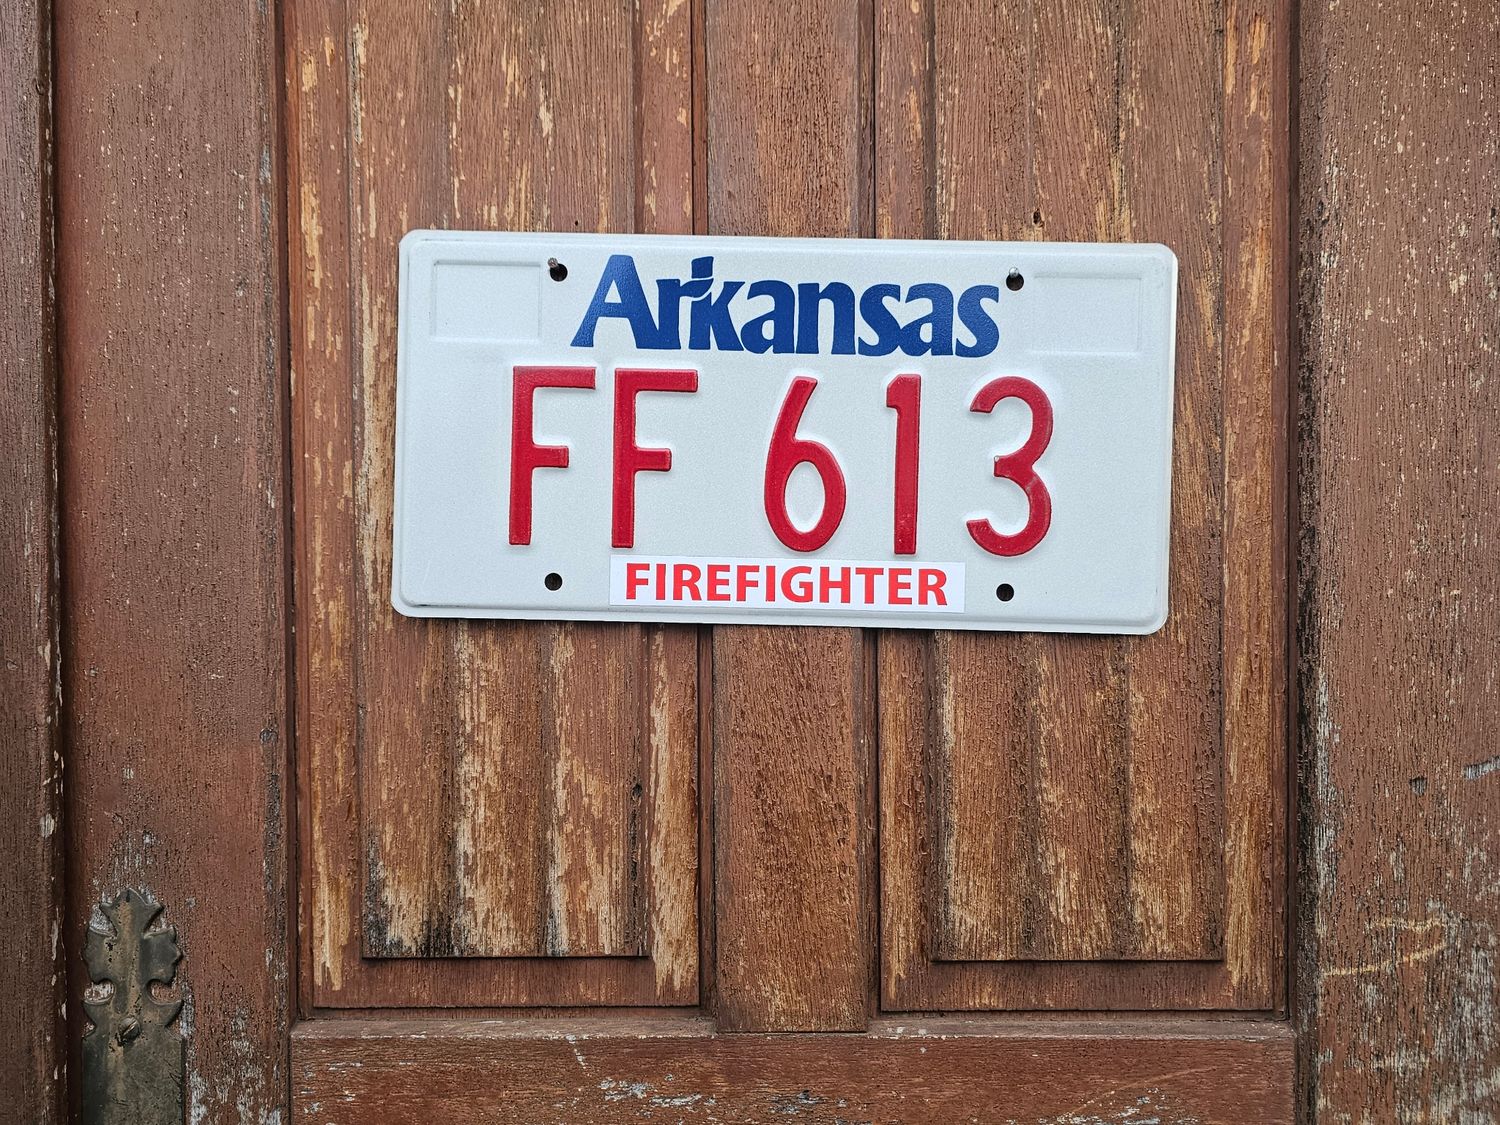 Arkansas
FF 613
FIREFIGHTER